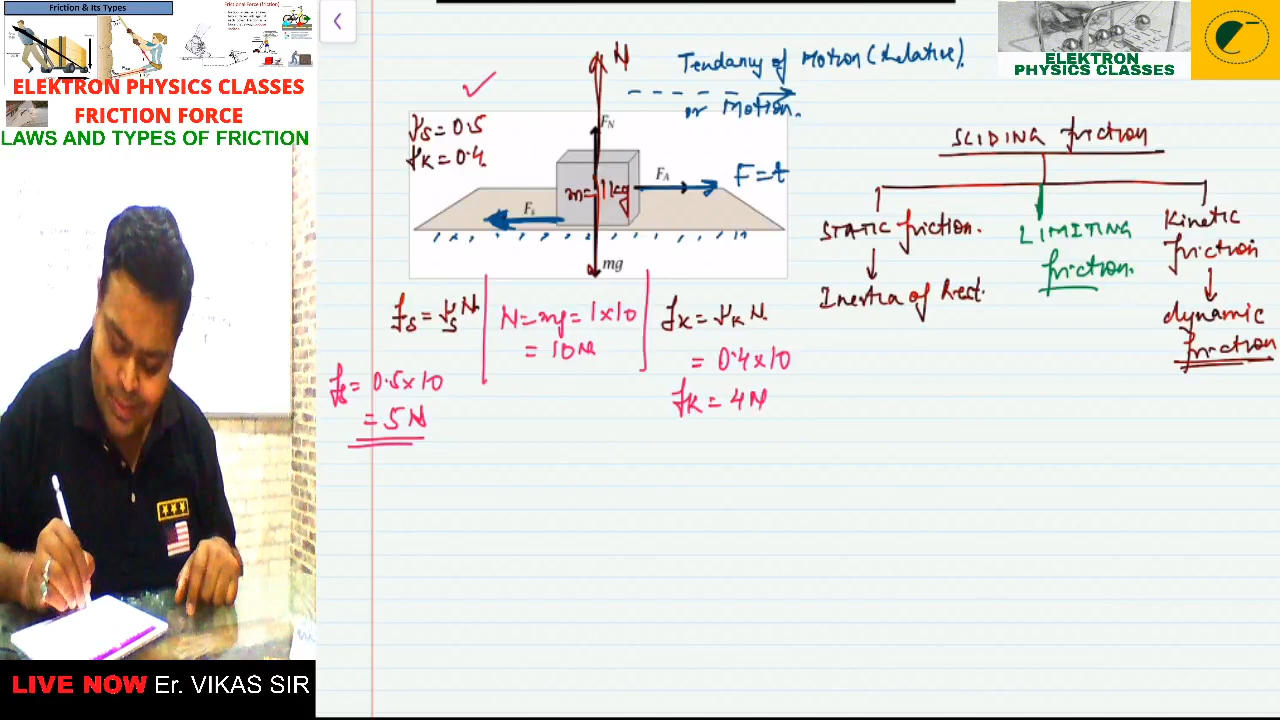 Friction & Its Types
Frictional Force (friction)
ELEKTRON PHYSICS CLASSES
FRICTION FORCE
LAWS AND TYPES OF FRICTION
LIVE NOW Er. VIKAS SIR
N
Tendancy of Motion (Relative).
or Motion.
μs = 0.5
μk = 0.4
FN
m=1kg
FA
F=t
Fs
mg
fs = μs N
N = mg = 1×10
= 10N
fk = μk N.
= 0.4×10
fk = 4N
fs = 0.5×10
= 5N
ELEKTRON
PHYSICS CLASSES
SLIDING friction
STATIC friction.
Inertia of Rest.
LIMITING
friction.
Kinetic
friction
dynamic
friction